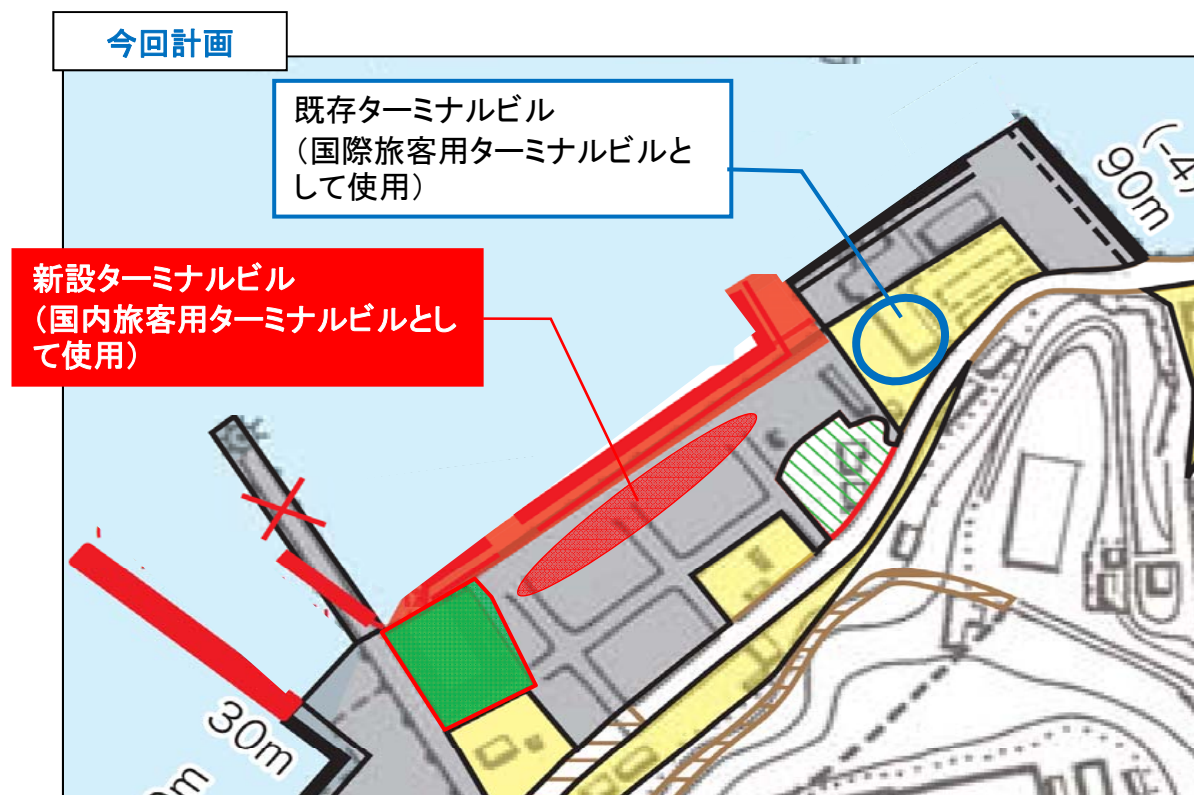 今回計画
既存ターミナルビル
（国際旅客用ターミナルビルと
して使用）
新設ターミナルビル
（国内旅客用ターミナルビルとし
て使用）
(-4
90m
30m